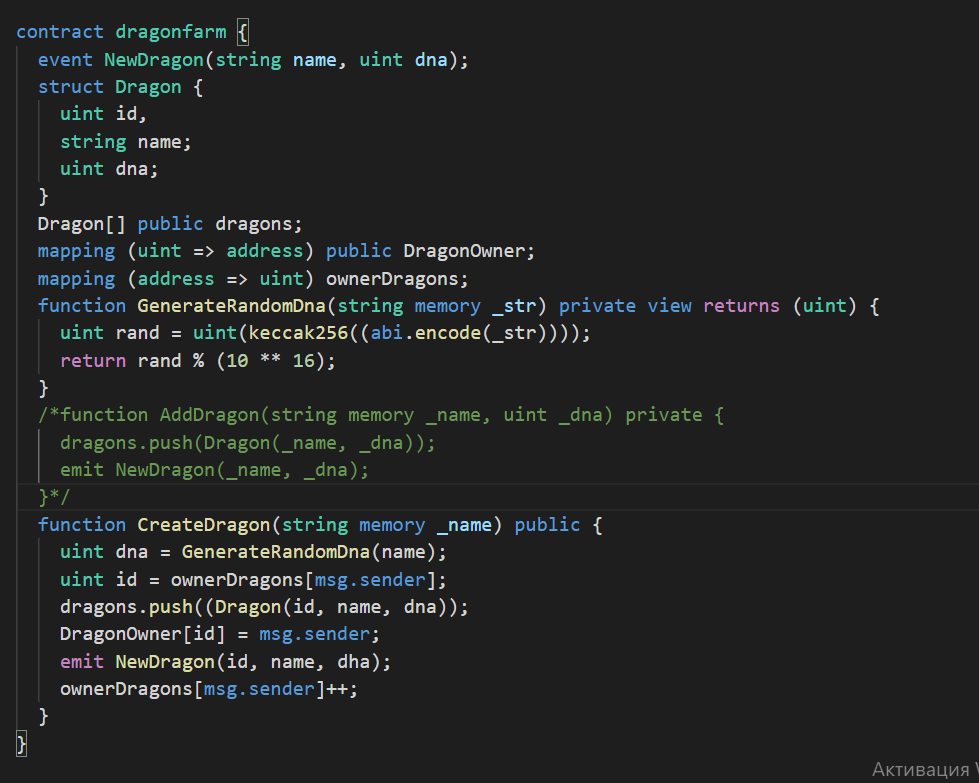 contract dragonfarm {
event NewDragon(string name, uint dna);
struct Dragon {
uint id,
string name;
uint dna;
}
Dragon[] public dragons;
mapping (uint => address) public DragonOwner;
mapping (address => uint) ownerDragons;
function GenerateRandomDna(string memory _str) private view returns (uint) {
uint rand = uint(keccak256((abi.encode(_str))));
return rand % (10 ** 16);
}
/*function AddDragon(string memory _name, uint _dna) private {
dragons.push(Dragon(_name, _dna));
emit NewDragon(_name, _dna);
}*/
function CreateDragon(string memory _name) public {
uint dna = GenerateRandomDna(name);
uint id = ownerDragons[msg.sender];
dragons.push((Dragon(id, name, dna));
DragonOwner[id] = msg.sender;
emit NewDragon(id, name, dha);
ownerDragons[msg.sender]++;
}
}
Активация